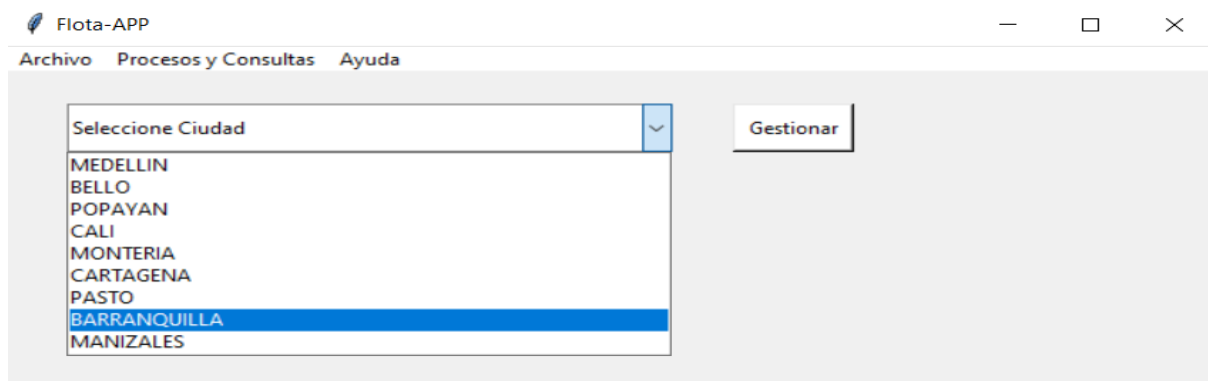 Flota-APP
Archivo Procesos y Consultas Ayuda
Seleccione Ciudad Gestionar
MEDELLIN
BELLO
POPAYAN
CALI
MONTERIA
CARTAGENA
PASTO
BARRANQUILLA
MANIZALES